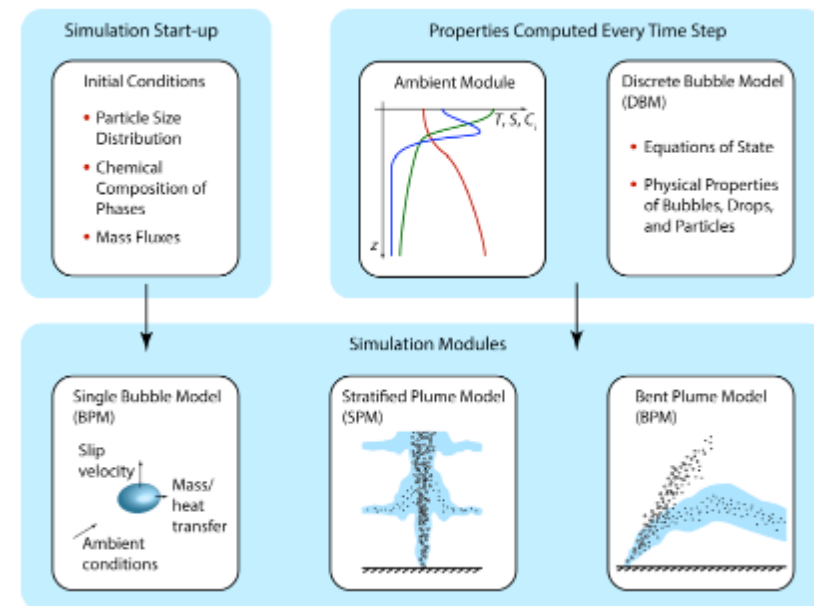 Simulation Start-up
Initial Conditions
• Particle Size
Distribution
• Chemical
Composition of
Phases
• Mass Fluxes
Properties Computed Every Time Step
Ambient Module
T, S, Ci
z
Discrete Bubble Model
(DBM)
• Equations of State
• Physical Properties
of Bubbles, Drops,
and Particles
Simulation Modules
Single Bubble Model
(BPM)
Slip
velocity
Mass/
heat
transfer
Ambient
conditions
Stratified Plume Model
(SPM)
Bent Plume Model
(BPM)